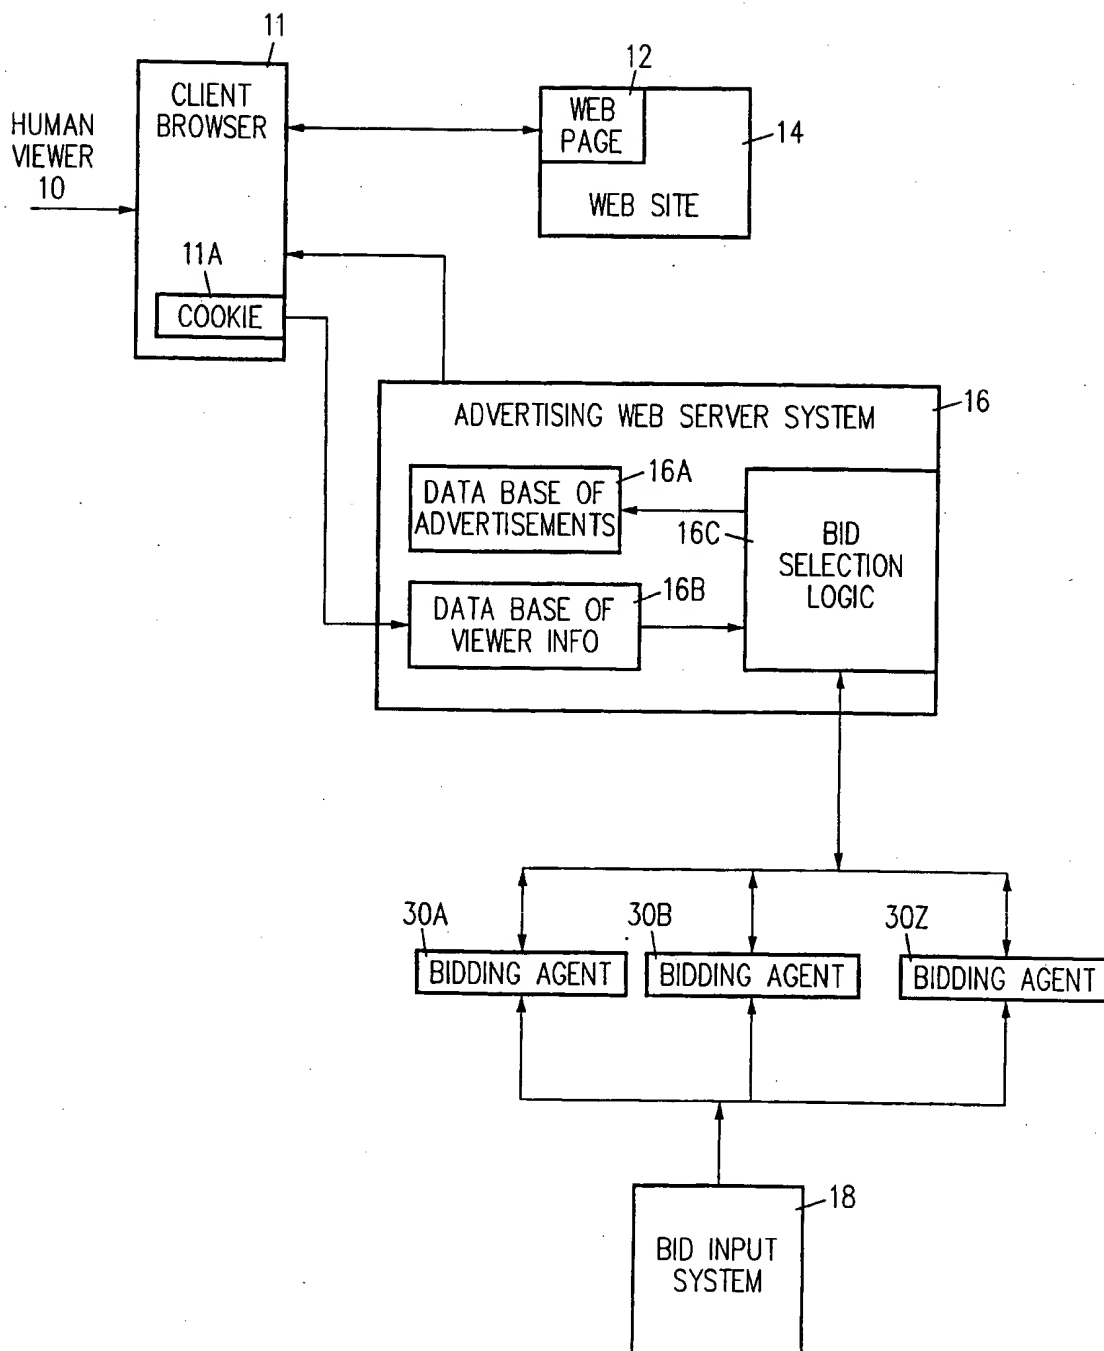 11
CLIENT
BROWSER
HUMAN
VIEWER
10
12
WEB
PAGE
14
WEB SITE
11A
COOKIE
16
ADVERTISING WEB SERVER SYSTEM
16A
DATA BASE OF
ADVERTISEMENTS
16C
BID
SELECTION
LOGIC
16B
DATA BASE OF
VIEWER INFO
30A
BIDDING AGENT
30B
BIDDING AGENT
30Z
BIDDING AGENT
18
BID INPUT
SYSTEM